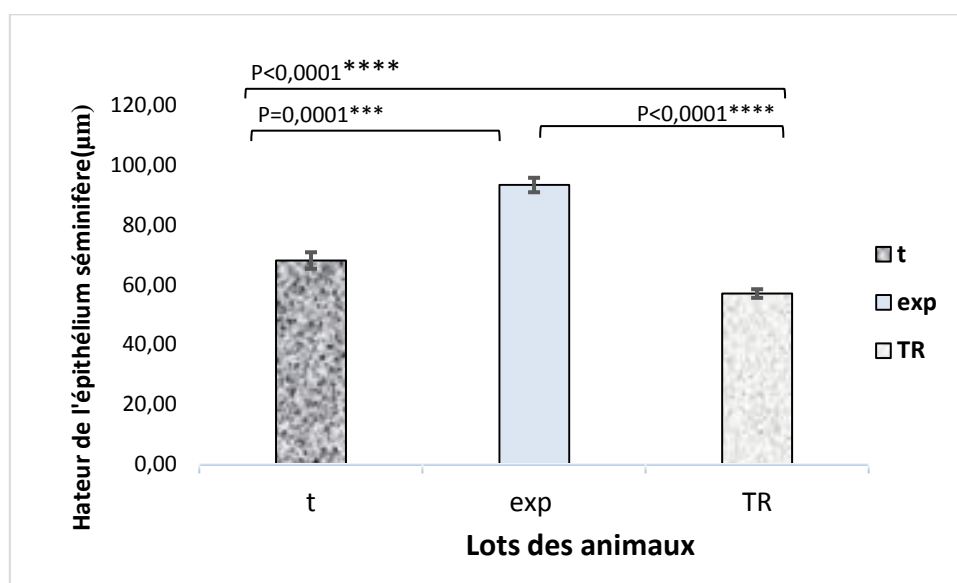 P<0,0001****
P=0,0001***
P<0,0001****
Hateur de l'épithélium séminifère(µm)
120,00
100,00
80,00
60,00
40,00
20,00
0,00
t
exp
TR
Lots des animaux
t
exp
TR